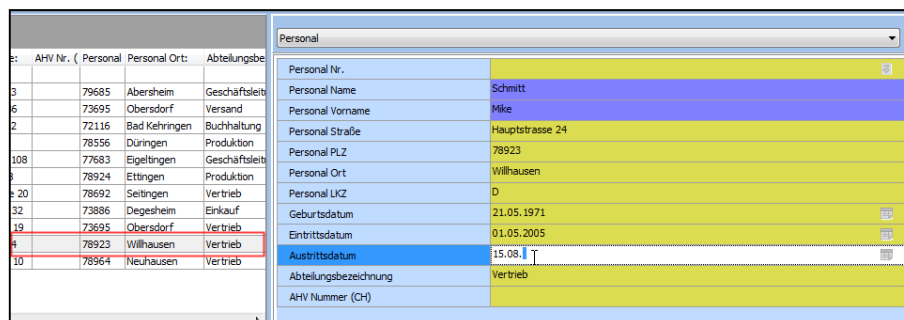 Personal
e: AHV Nr. ( Personal Personal Ort: Abteilungsbe
3 79685 Abersheim Geschäftsleit
36 73695 Obersdorf Versand
2 72116 Bad Kehringen Buchhaltung
78556 Düringen Produktion
108 77683 Eigeltingen Geschäftsleit
3 78924 Ettingen Produktion
e 20 78692 Seitingen Vertrieb
32 73886 Degesheim Einkauf
19 73695 Obersdorf Vertrieb
4 78923 Willhausen Vertrieb
10 78964 Neuhausen Vertrieb
Personal Nr.
Personal Name Schmitt
Personal Vorname Mike
Personal Straße Hauptstrasse 24
Personal PLZ 78923
Personal Ort Willhausen
Personal LKZ D
Geburtsdatum 21.05.1971
Eintrittsdatum 01.05.2005
Austrittsdatum 15.08.
Abteilungsbezeichnung Vertrieb
AHV Nummer (CH)